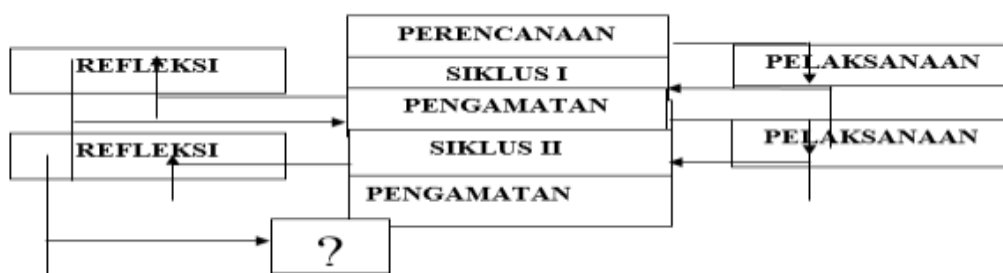 PERENCANAAN
REFLEKSI
SIKLUS I
PELAKSANAAN
PENGAMATAN
REFLEKSI
SIKLUS II
PELAKSANAAN
PENGAMATAN
?